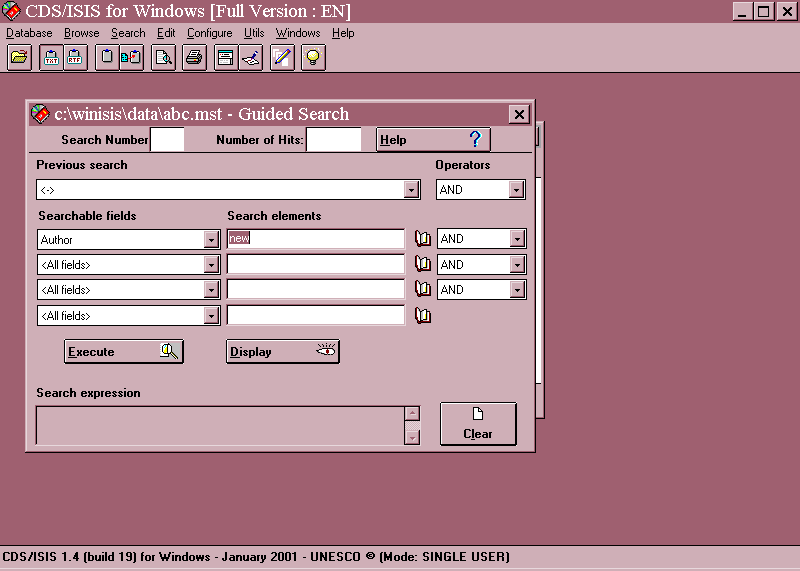 CDS/ISIS for Windows [Full Version : EN]
Database Browse Search Edit Configure Utils Windows Help
TXT RTF
c:\winisis\data\abc.mst - Guided Search
Search Number Number of Hits: Help ?
Previous search Operators
<-> AND
Searchable fields Search elements
Author new AND
<All fields> AND
<All fields> AND
<All fields>
Execute Display
Search expression
Clear
CDS/ISIS 1.4 (build 19) for Windows - January 2001 - UNESCO © (Mode: SINGLE USER)